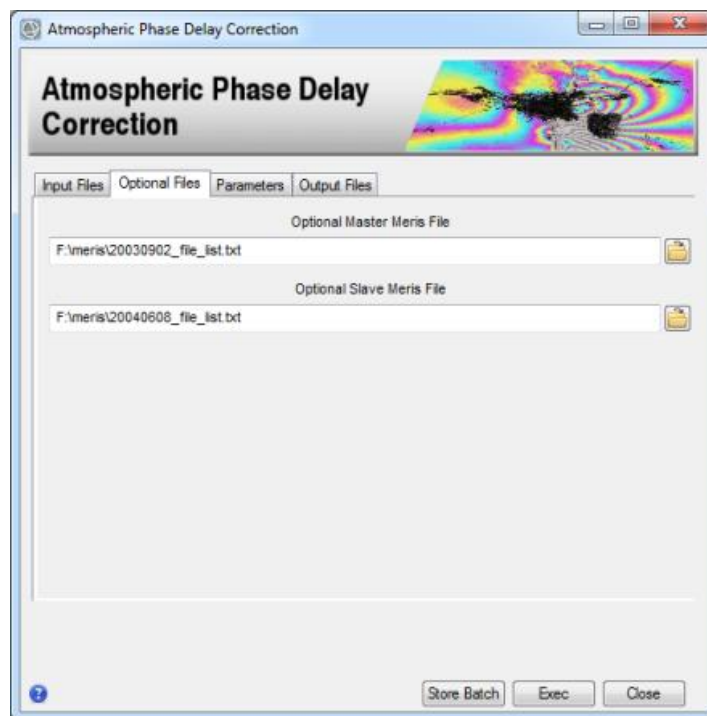 Atmospheric Phase Delay Correction
Atmospheric Phase Delay
Correction
Input Files Optional Files Parameters Output Files
Optional Master Meris File
F:\meris\20030902_file_list.txt
Optional Slave Meris File
F:\meris\20040608_file_list.txt
Store Batch Exec Close